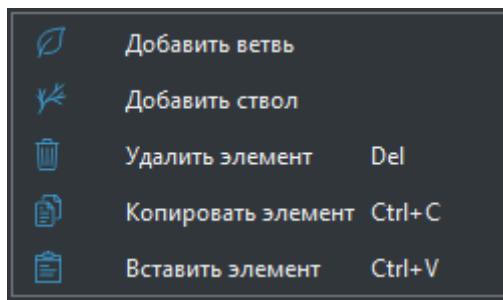 Добавить ветвь
Добавить ствол
Удалить элемент Del
Копировать элемент Ctrl+C
Вставить элемент Ctrl+V